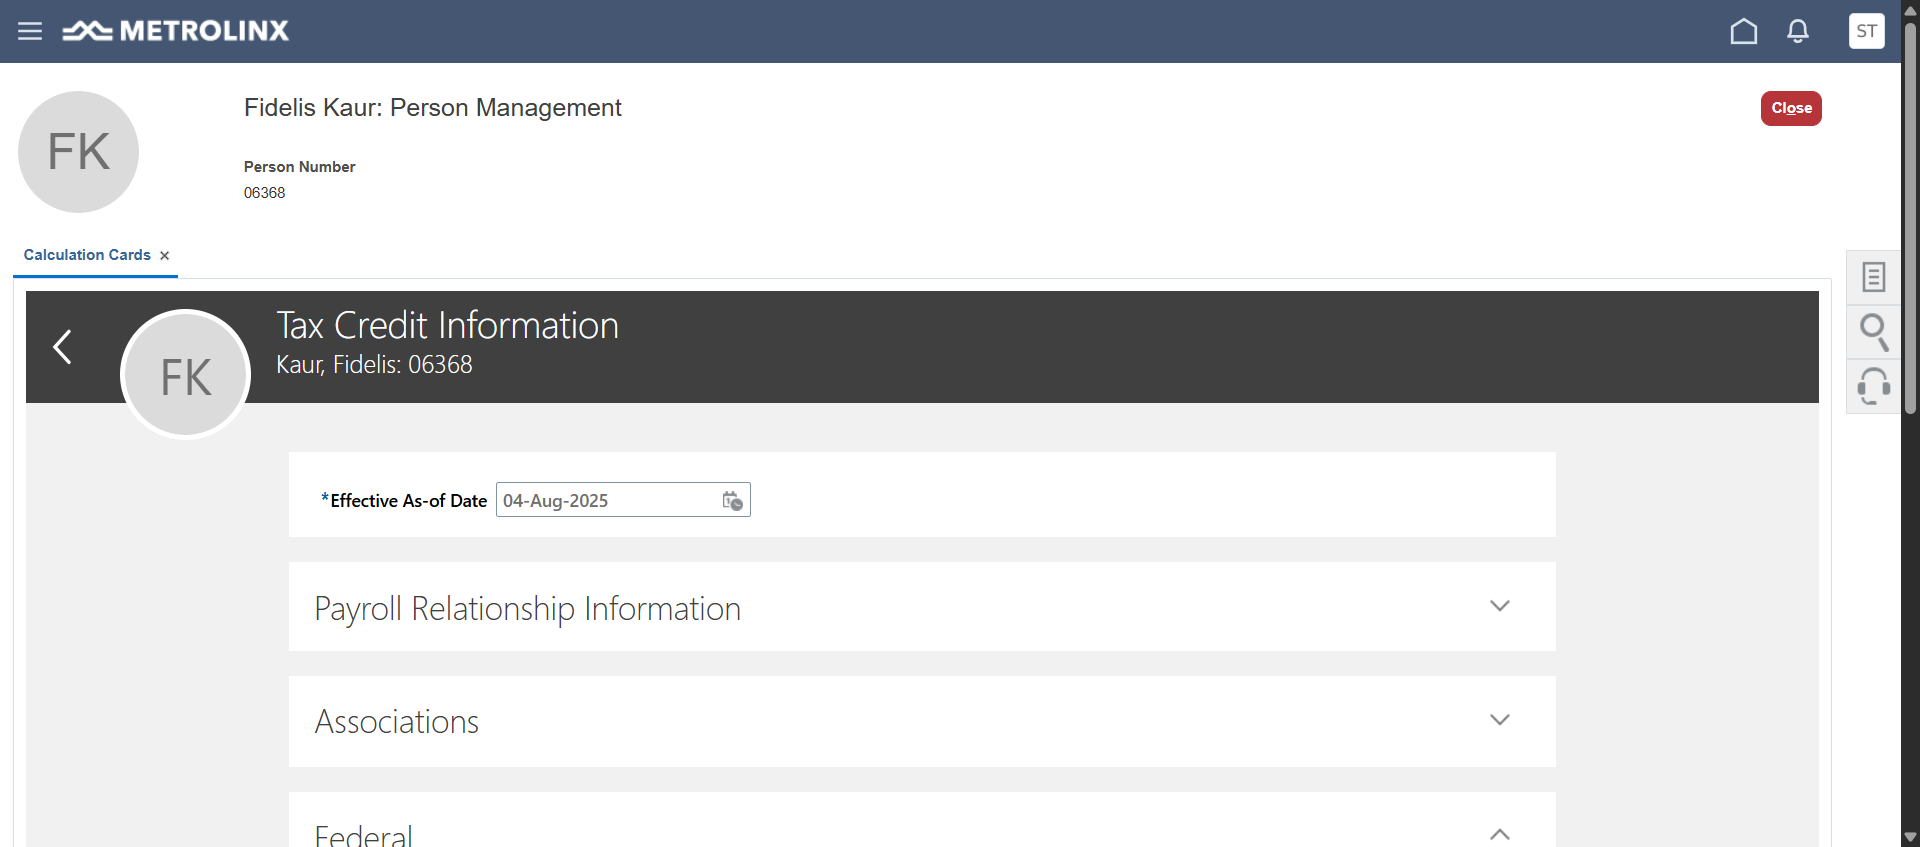 METROLINX
ST
FK
Fidelis Kaur: Person Management
Close
Person Number
06368
Calculation Cards ×
FK
Tax Credit Information
Kaur, Fidelis: 06368
*Effective As-of Date 04-Aug-2025
Payroll Relationship Information
Associations
Federal